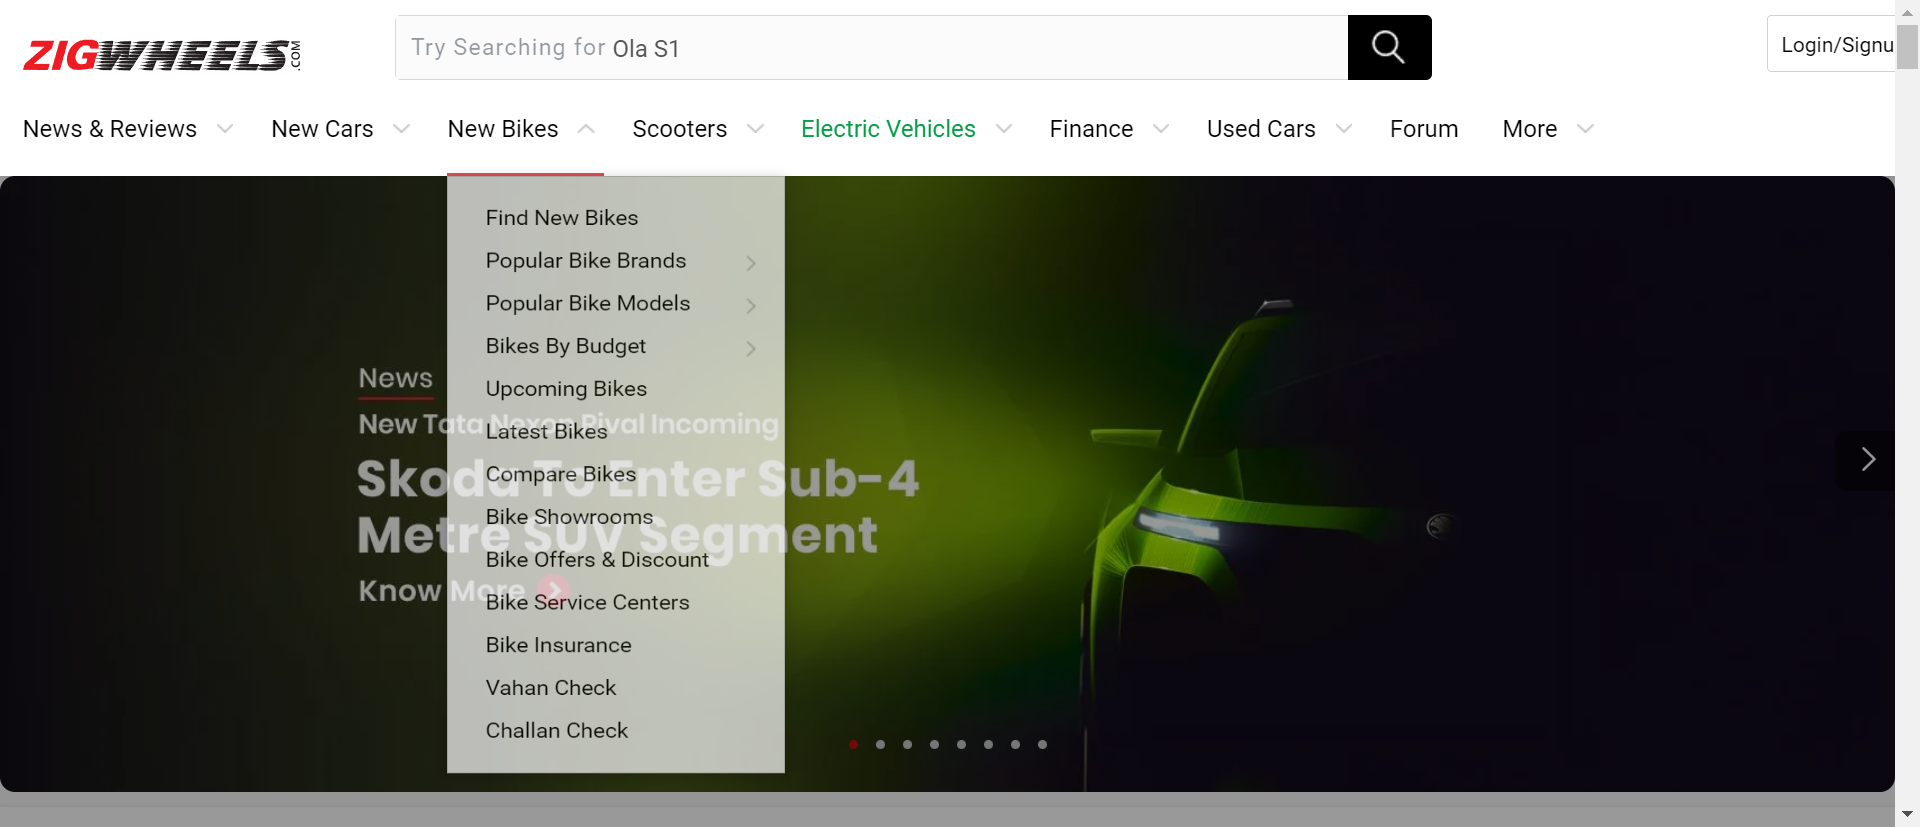 ZIGWHEELS.COM
Try Searching for Ola S1
Login/Signu
News & Reviews
New Cars
New Bikes
Scooters
Electric Vehicles
Finance
Used Cars
Forum
More
Find New Bikes
Popular Bike Brands
Popular Bike Models
Bikes By Budget
Upcoming Bikes
Latest Bikes
Compare Bikes
Bike Showrooms
Bike Offers & Discount
Bike Service Centers
Bike Insurance
Vahan Check
Challan Check
News
New Tata Nexon Rival Incoming
Skoda To Enter Sub-4
Metre SUV Segment
Know More